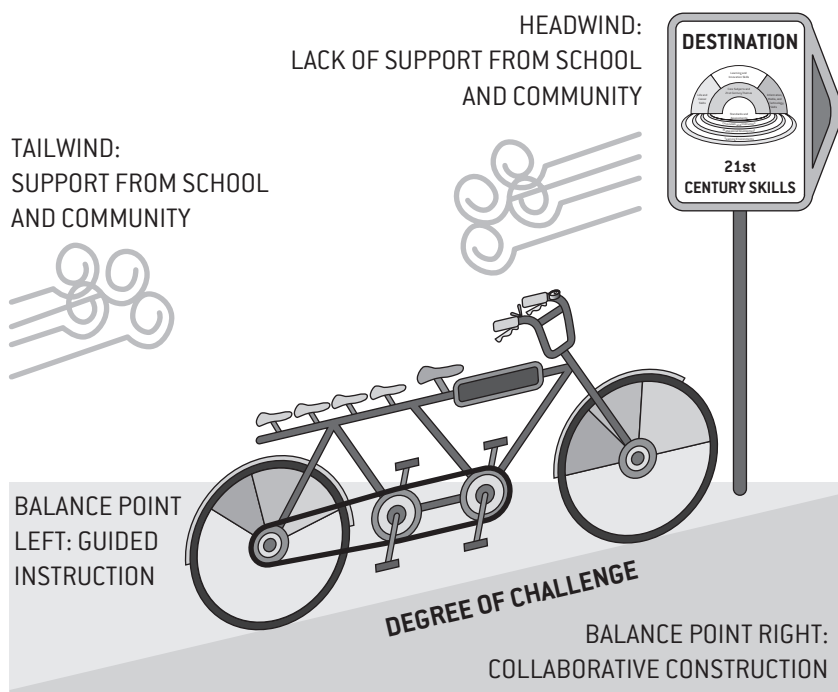 HEADWIND:
LACK OF SUPPORT FROM SCHOOL
AND COMMUNITY
DESTINATION
21st
CENTURY SKILLS
TAILWIND:
SUPPORT FROM SCHOOL
AND COMMUNITY
BALANCE POINT
LEFT: GUIDED
INSTRUCTION
DEGREE OF CHALLENGE
BALANCE POINT RIGHT:
COLLABORATIVE CONSTRUCTION